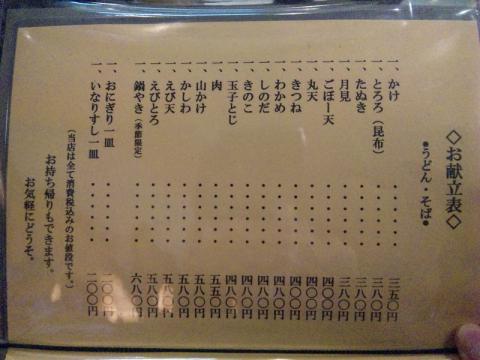 ◇お献立表◇
●うどん・そば●
一、かけ・・・・・・三五〇円
一、とろろ（昆布）・・・・・・三八〇円
一、たぬき・・・・・・三八〇円
一、月見・・・・・・三八〇円
一、ごぼー天・・・・・・四〇〇円
一、丸天・・・・・・四〇〇円
一、きつね・・・・・・四八〇円
一、わかめ・・・・・・四八〇円
一、しのだ・・・・・・四八〇円
一、きのこ・・・・・・四八〇円
一、玉子とじ・・・・・・四八〇円
一、肉・・・・・・五五〇円
一、山かけ・・・・・・五八〇円
一、かしわ・・・・・・五八〇円
一、えび天・・・・・・五八〇円
一、えびとろ・・・・・・五八〇円
一、鍋やき（季節限定）・・・・・・六八〇円
一、おにぎり一皿・・・・・・二〇〇円
一、いなりすし一皿・・・・・・二〇〇円
（当店は全て消費税込みのお値段です。）
お持ち帰りもできます。
お気軽にどうぞ。